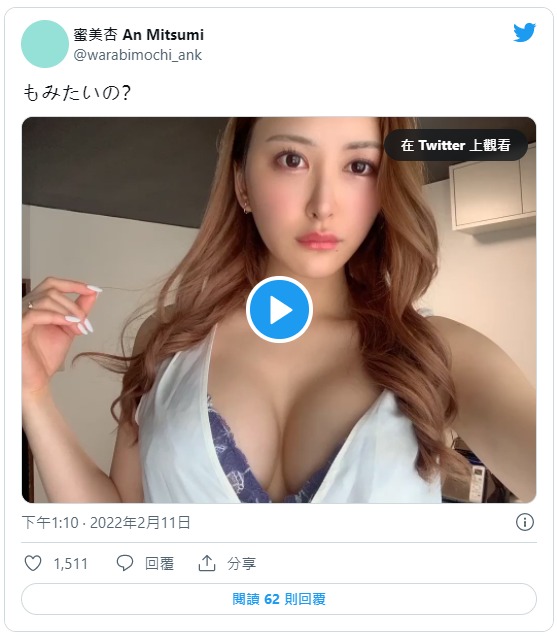 蜜美杏 An Mitsumi
@warabimochi_ank
もみたいの?
在 Twitter 上觀看
下午1:10 · 2022年2月11日
1,511 回覆 分享
閱讀 62 則回覆